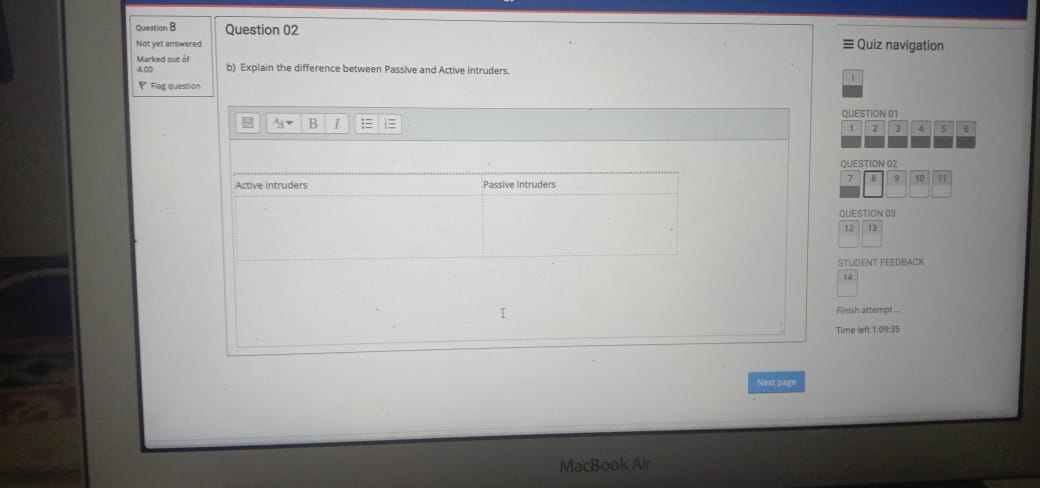 Question 8
Not yet answered
Marked out of
4.00
Flag question
Question 02
b) Explain the difference between Passive and Active intruders.
B I
Active Intruders
Passive Intruders
Next page
Quiz navigation
1
QUESTION 01
1 2 3 4 5 6
QUESTION 02
7 8 9 10 11
QUESTION 03
12 13
STUDENT FEEDBACK
14
Finish attempt ...
Time left 1:09:35
MacBook Air